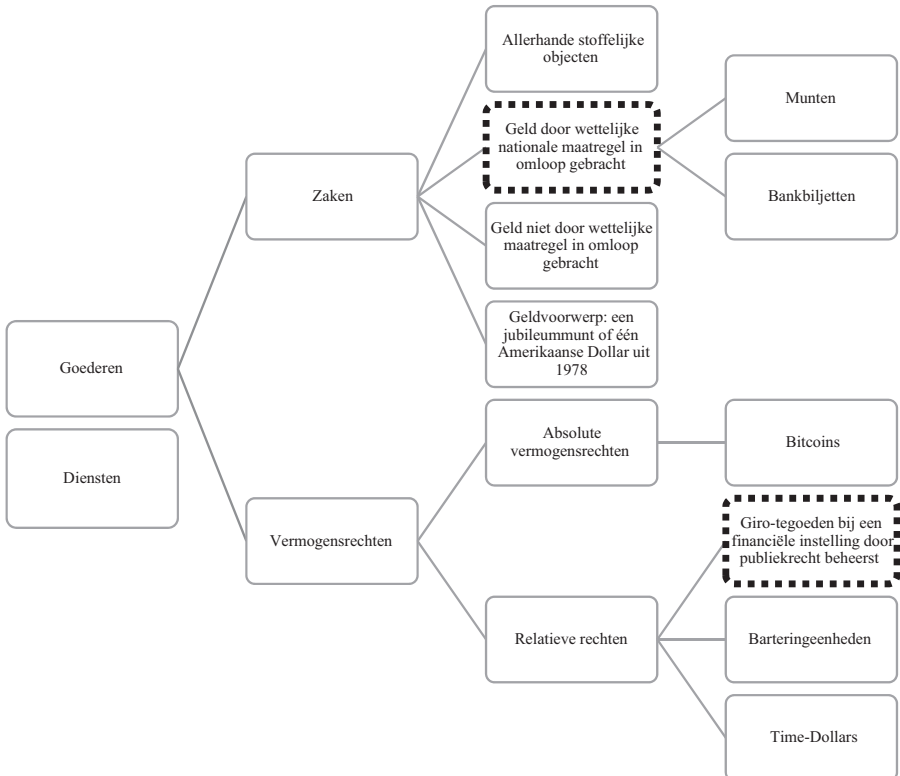 Goederen
Diensten
Zaken
Vermogensrechten
Allerhande stoffelijke
objecten
Geld door wettelijke
nationale maatregel in
omloop gebracht
Geld niet door wettelijke
maatregel in omloop
gebracht
Geldvoorwerp: een
jubileummunt of één
Amerikaanse Dollar uit
1978
Absolute
vermogensrechten
Relatieve rechten
Munten
Bankbiljetten
Bitcoins
Giro-tegoeden bij een
financiële instelling door
publiekrecht beheerst
Barteringeenheden
Time-Dollars